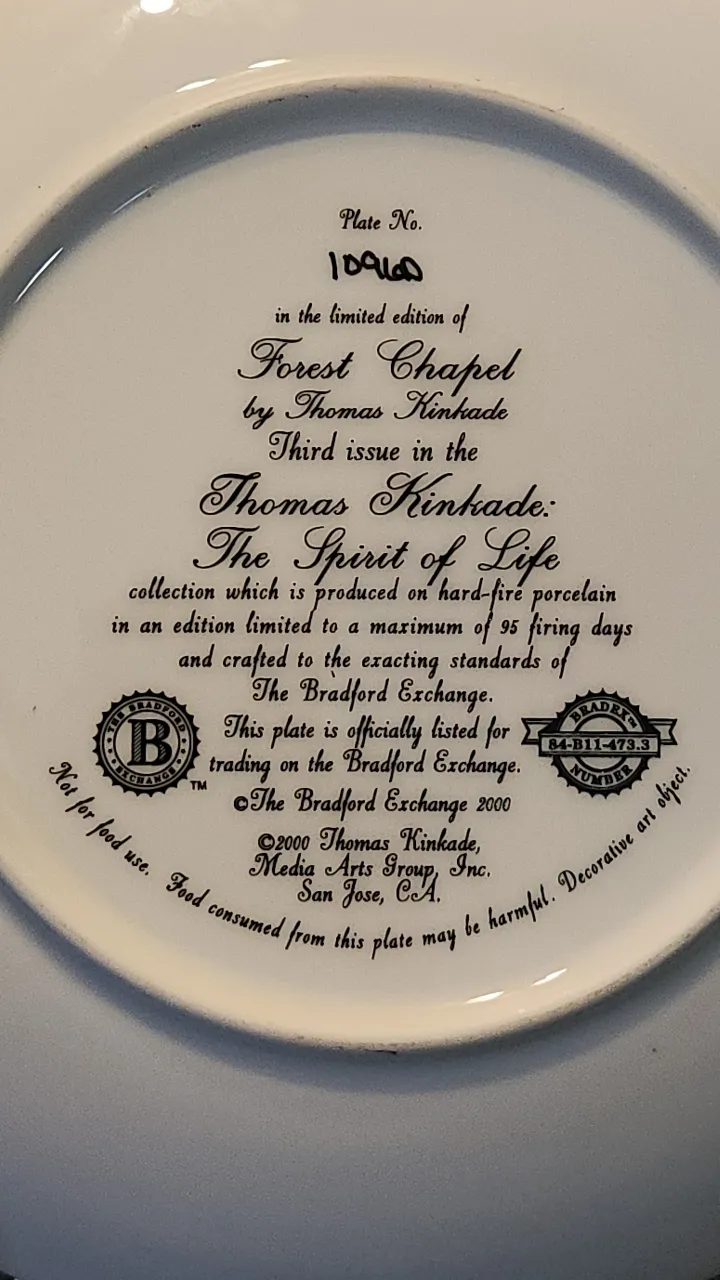 Plate No.
10960
in the limited edition of
Forest Chapel
by Thomas Kinkade
Third issue in the
Thomas Kinkade:
The Spirit of Life
collection which is produced on hard-fire porcelain
in an edition limited to a maximum of 95 firing days
and crafted to the exacting standards of
The Bradford Exchange.
This plate is officially listed for
trading on the Bradford Exchange.
©The Bradford Exchange 2000
©2000 Thomas Kinkade,
Media Arts Group, Inc.
San Jose, CA.
THE BRADFORD
B
EXCHANGE
TM
BRADEX™
84-B11-473.3
NUMBER
Not for food use. Food consumed from this plate may be harmful. Decorative art object.